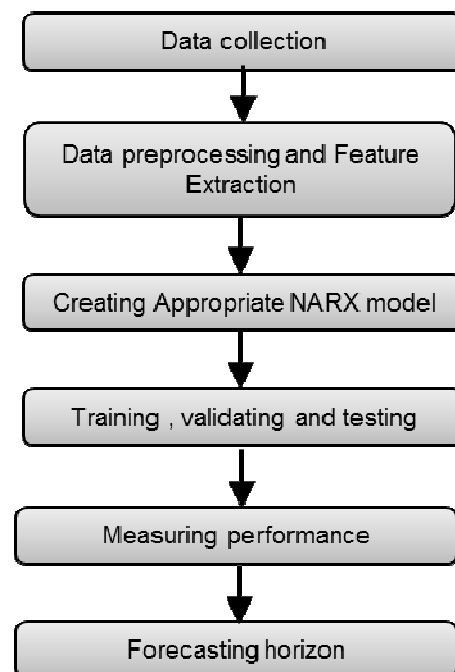 Data collection
Data preprocessing and Feature
Extraction
Creating Appropriate NARX model
Training , validating and testing
Measuring performance
Forecasting horizon